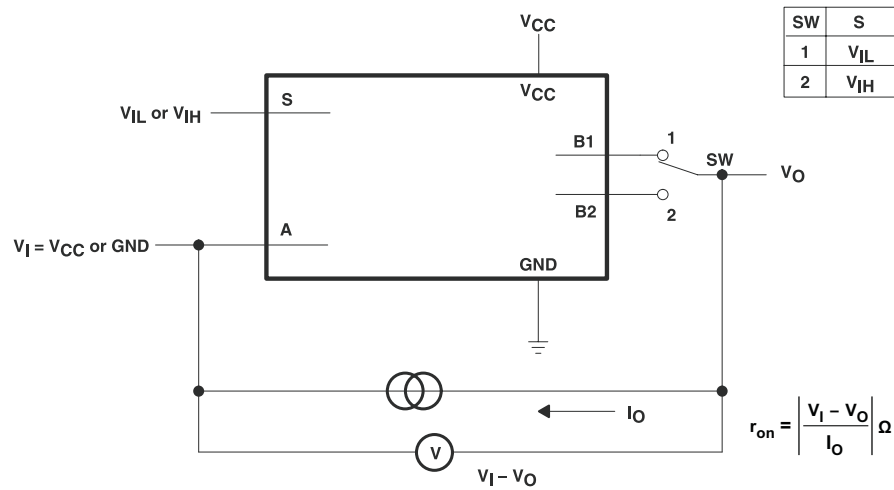 VCC
SW S
1 VIL
2 VIH
VCC
S
VIL or VIH
B1
1
SW
VO
B2
2
A
VI = VCC or GND
GND
IO
ron = | VI – VO / IO | Ω
V
VI – VO